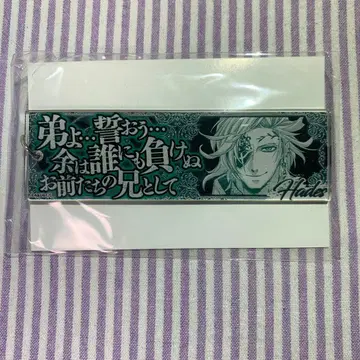 弟よ…誓おう…
余は誰にも負けぬ
お前たちの兄として
Hades